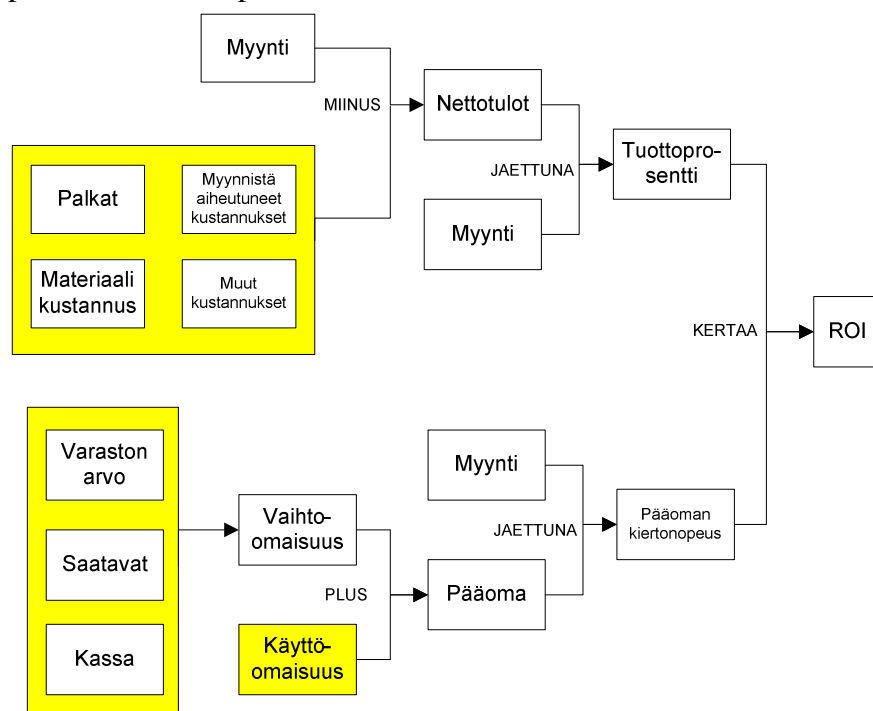 Myynti
MIINUS
Nettotulot
JAETTUNA
Tuottopro-
sentti
Palkat
Myynnistä
aiheutuneet
kustannukset
Myynti
Materiaali
kustannus
Muut
kustannukset
KERTAA
ROI
Varaston
arvo
Myynti
Vaihto-
omaisuus
JAETTUNA
Pääoman
kiertonopeus
Saatavat
PLUS
Pääoma
Kassa
Käyttö-
omaisuus